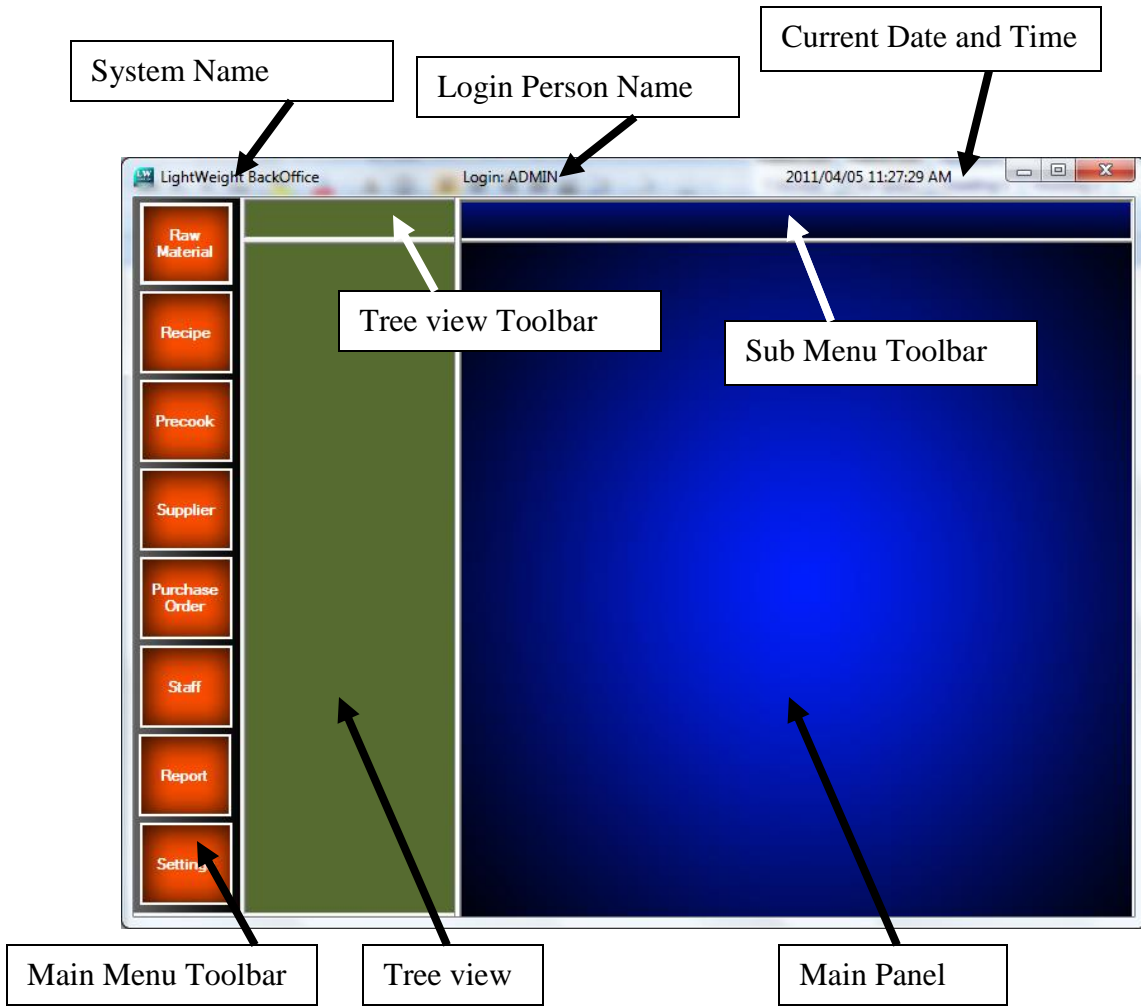 Current Date and Time
System Name
Login Person Name
LightWeight BackOffice
Login: ADMIN
2011/04/05 11:27:29 AM
Raw
Material
Recipe
Precook
Supplier
Purchase
Order
Staff
Report
Setting
Tree view Toolbar
Sub Menu Toolbar
Main Menu Toolbar
Tree view
Main Panel